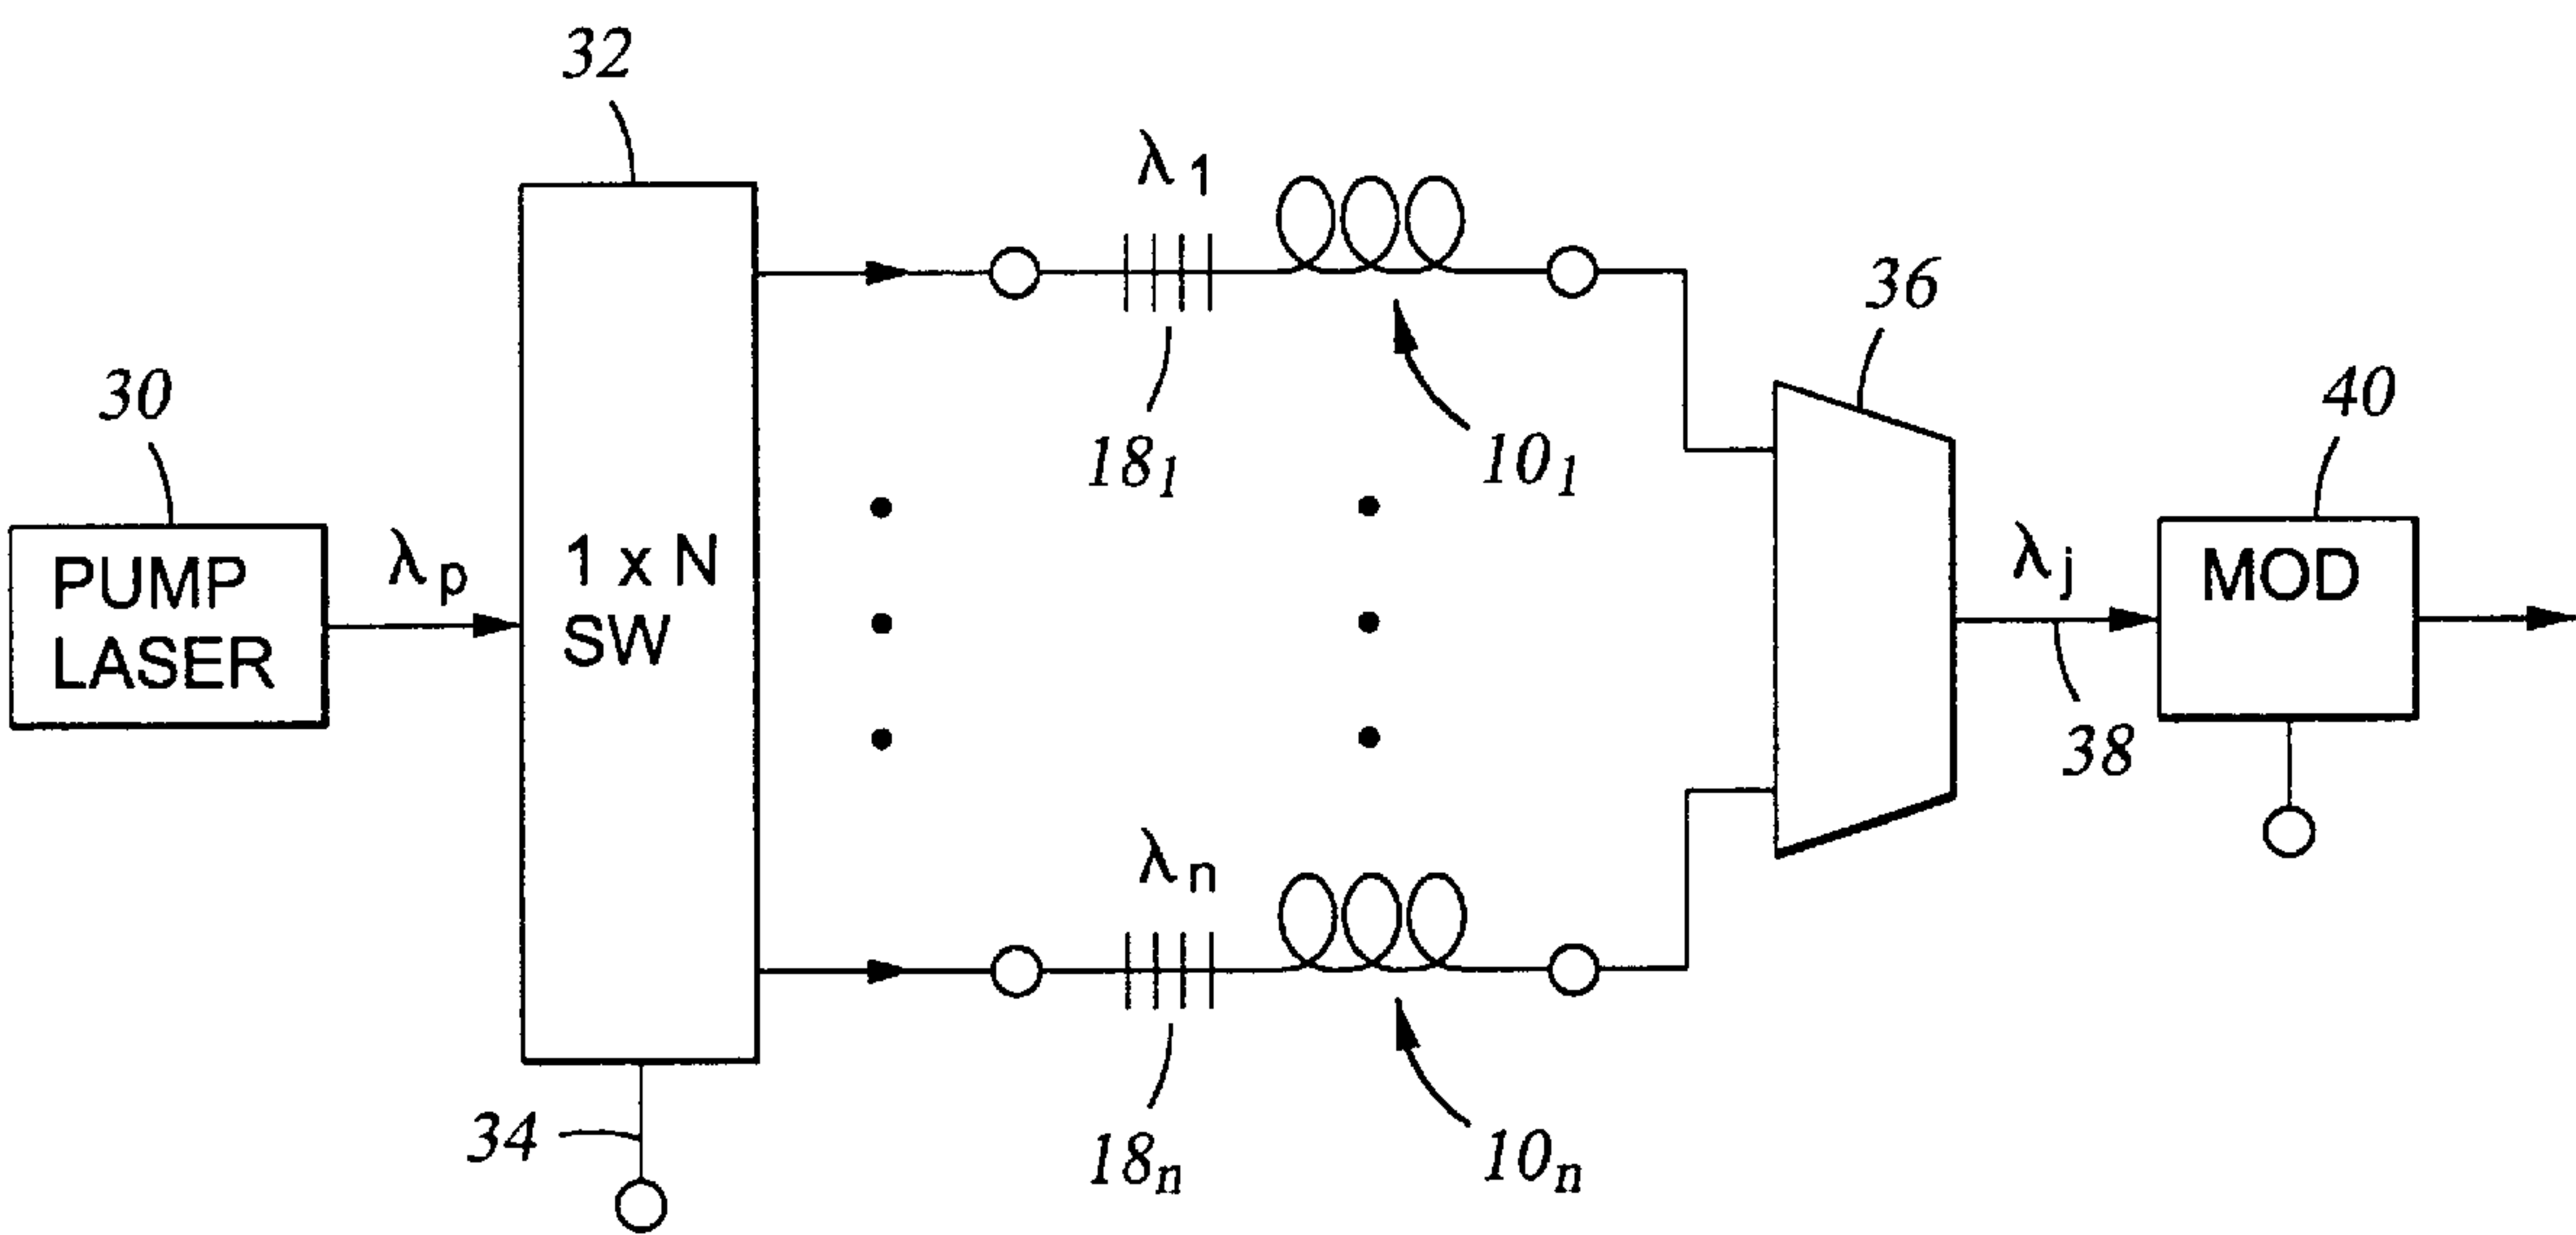 32
λ1
36
30
40
18₁
10₁
PUMP
LASER
λp
1 x N
SW
λj
MOD
38
λn
34
18ₙ
10ₙ